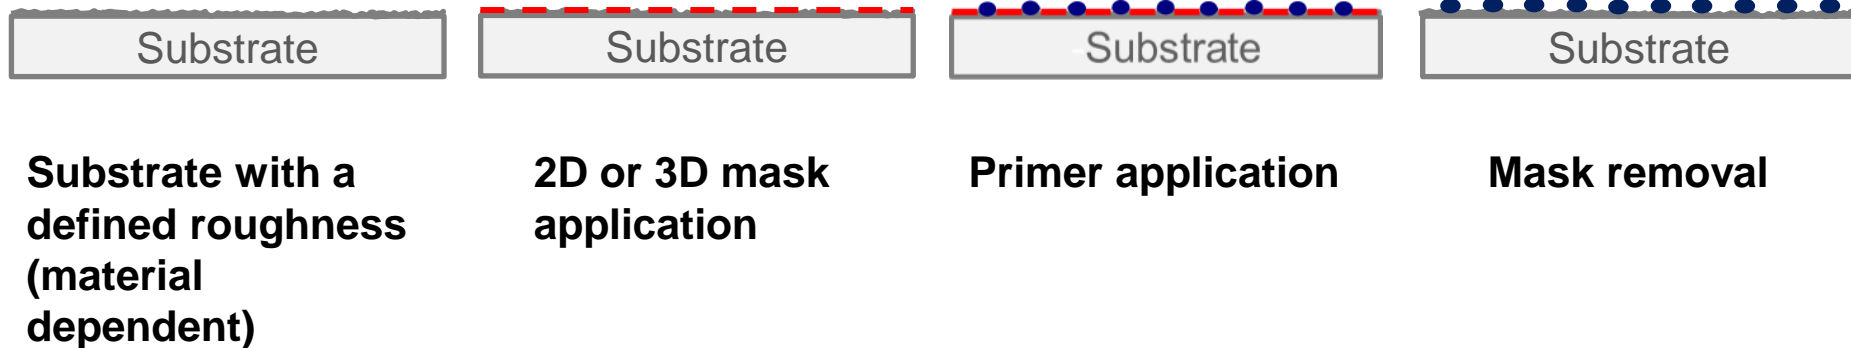 Substrate
Substrate
-Substrate
Substrate
Substrate with a
defined roughness
(material
dependent)
2D or 3D mask
application
Primer application
Mask removal